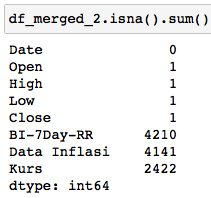 df_merged_2.isna().sum()
Date 0
Open 1
High 1
Low 1
Close 1
BI-7Day-RR 4210
Data Inflasi 4141
Kurs 2422
dtype: int64